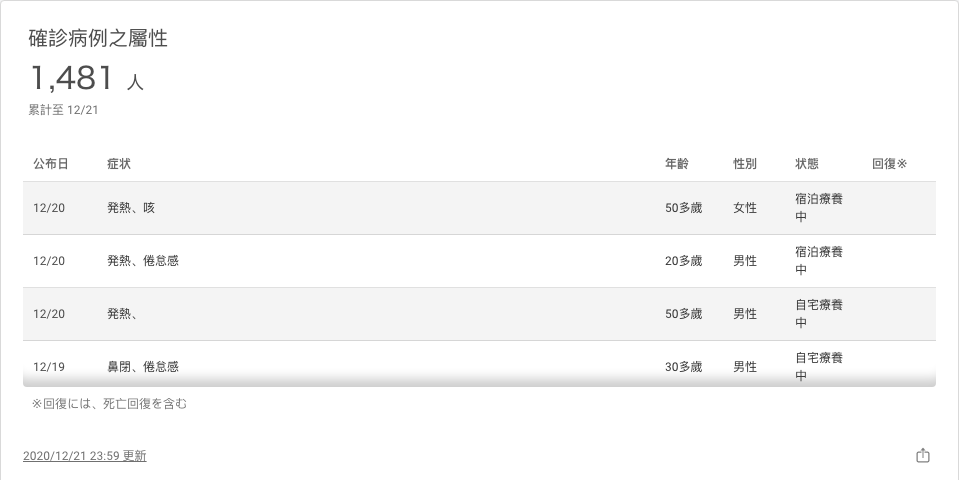 確診病例之屬性
1,481 人
累計至 12/21
公布日 症状 年齡 性別 状態 回復※
12/20 発熱、咳 50多歲 女性 宿泊療養
中
12/20 発熱、倦怠感 20多歲 男性 宿泊療養
中
12/20 発熱、 50多歲 男性 自宅療養
中
12/19 鼻閉、倦怠感 30多歲 男性 自宅療養
中
※回復には、死亡回復を含む
2020/12/21 23:59 更新